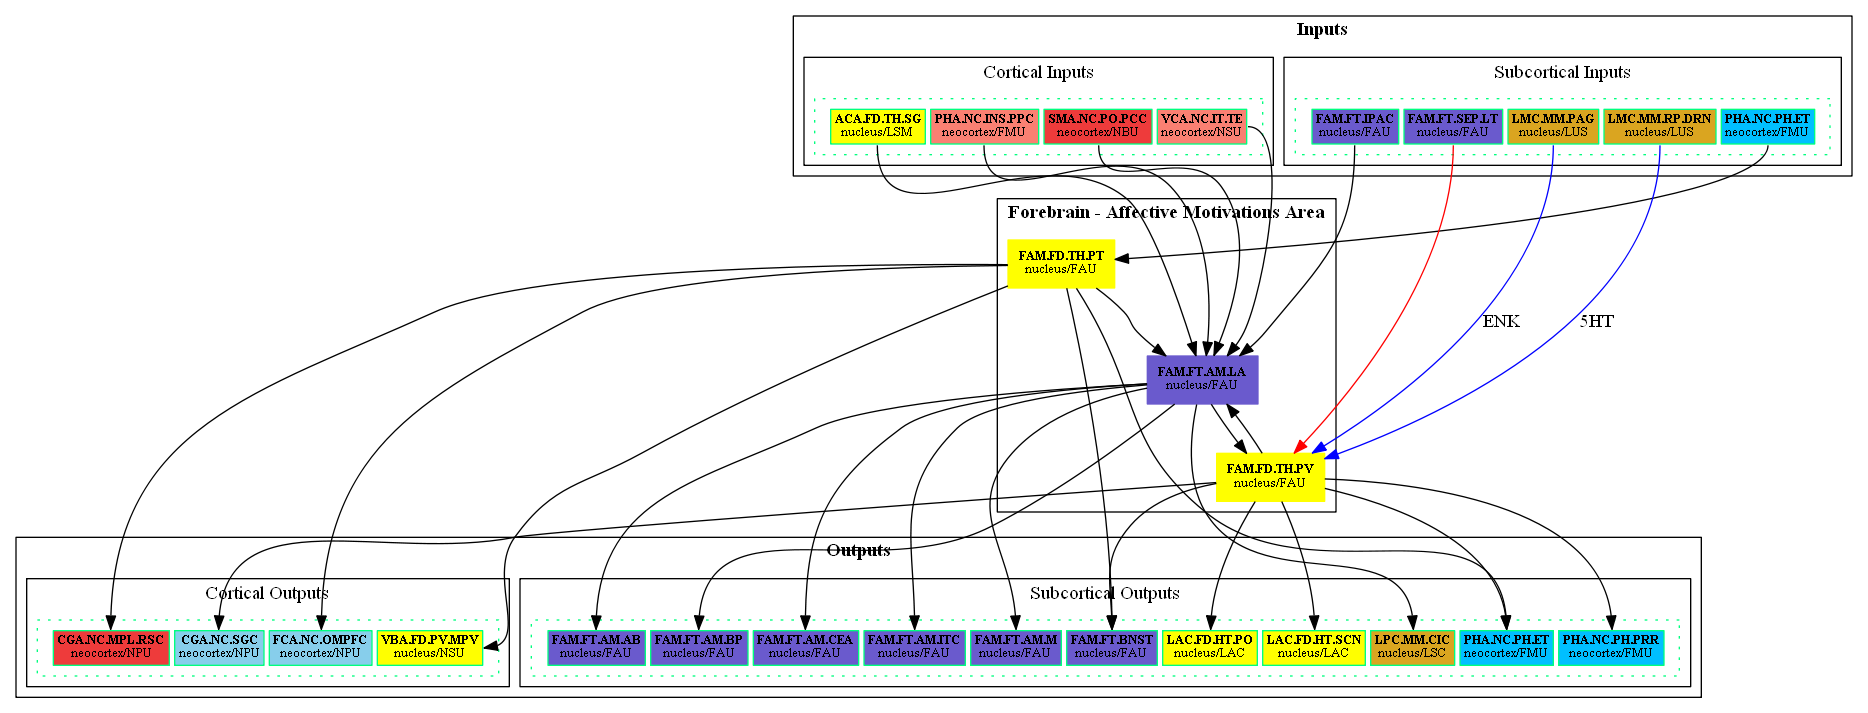 Inputs
Cortical Inputs
Subcortical Inputs
ACA.FD.TH.SG
nucleus/LSM
PHA.NC.INS.PPC
neocortex/FMU
SMA.NC.PO.PCC
neocortex/NBU
VCA.NC.IT.TE
neocortex/NSU
FAM.FT.IPAC
nucleus/FAU
FAM.FT.SEP.LT
nucleus/FAU
LMC.MM.PAG
nucleus/LUS
LMC.MM.RP.DRN
nucleus/LUS
PHA.NC.PH.ET
neocortex/FMU
Forebrain - Affective Motivations Area
FAM.FD.TH.PT
nucleus/FAU
ENK
5HT
FAM.FT.AM.LA
nucleus/FAU
FAM.FD.TH.PV
nucleus/FAU
Outputs
Cortical Outputs
Subcortical Outputs
CGA.NC.MPL.RSC
neocortex/NPU
CGA.NC.SGC
neocortex/NPU
FCA.NC.OMPFC
neocortex/NPU
VBA.FD.PV.MPV
nucleus/NSU
FAM.FT.AM.AB
nucleus/FAU
FAM.FT.AM.BP
nucleus/FAU
FAM.FT.AM.CEA
nucleus/FAU
FAM.FT.AM.ITC
nucleus/FAU
FAM.FT.AM.M
nucleus/FAU
FAM.FT.BNST
nucleus/FAU
LAC.FD.HT.PO
nucleus/LAC
LAC.FD.HT.SCN
nucleus/LAC
LPC.MM.CIC
nucleus/LSC
PHA.NC.PH.ET
neocortex/FMU
PHA.NC.PH.PRR
neocortex/FMU